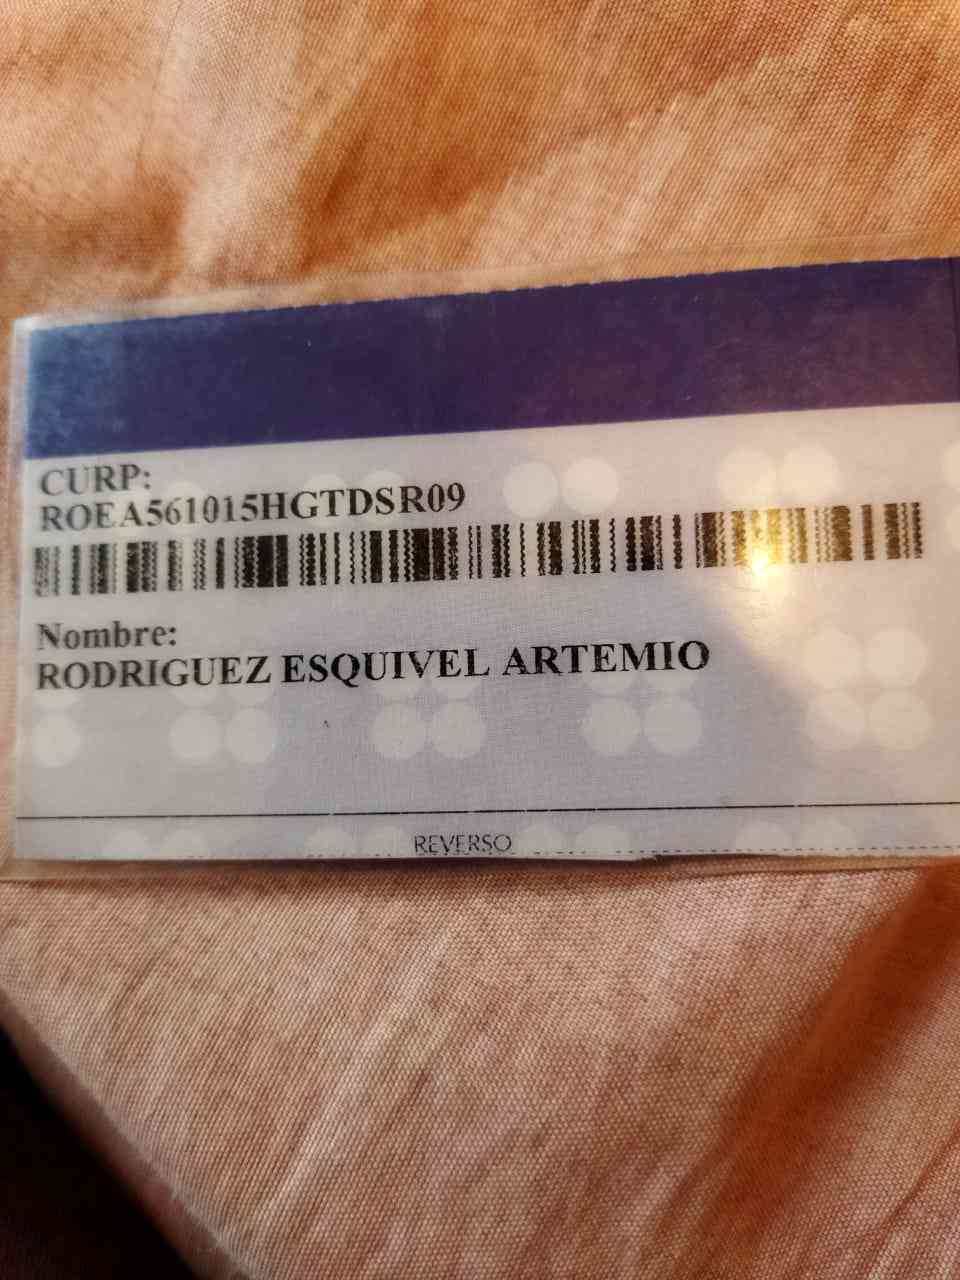 CURP:
ROEA561015HGTDSR09
Nombre:
RODRIGUEZ ESQUIVEL ARTEMIO
REVERSO